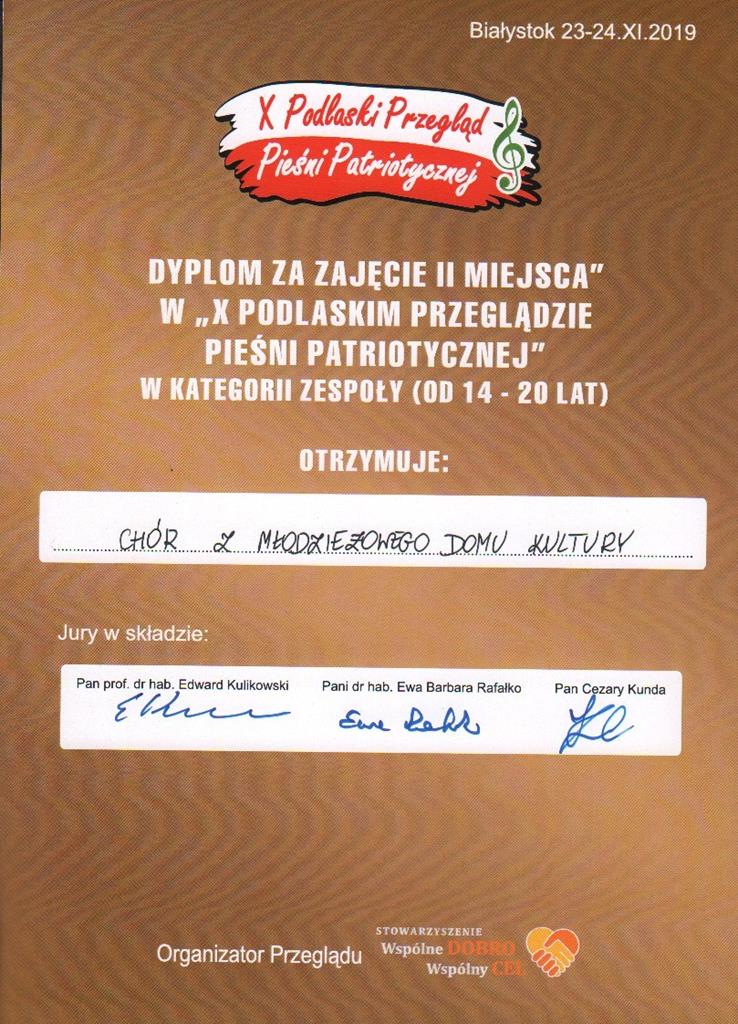 Białystok 23-24.XI.2019
X Podlaski Przegląd
Pieśni Patriotycznej
DYPLOM ZA ZAJĘCIE II MIEJSCA”
W „X PODLASKIM PRZEGLĄDZIE
PIEŚNI PATRIOTYCZNEJ”
W KATEGORII ZESPOŁY (OD 14 - 20 LAT)
OTRZYMUJE:
CHÓR Z MŁODZIEŻOWEGO DOMU KULTURY
Jury w składzie:
Pan prof. dr hab. Edward Kulikowski Pani dr hab. Ewa Barbara Rafałko Pan Cezary Kunda
Organizator Przeglądu
STOWARZYSZENIE
Wspólne DOBRO
Wspólny CEL